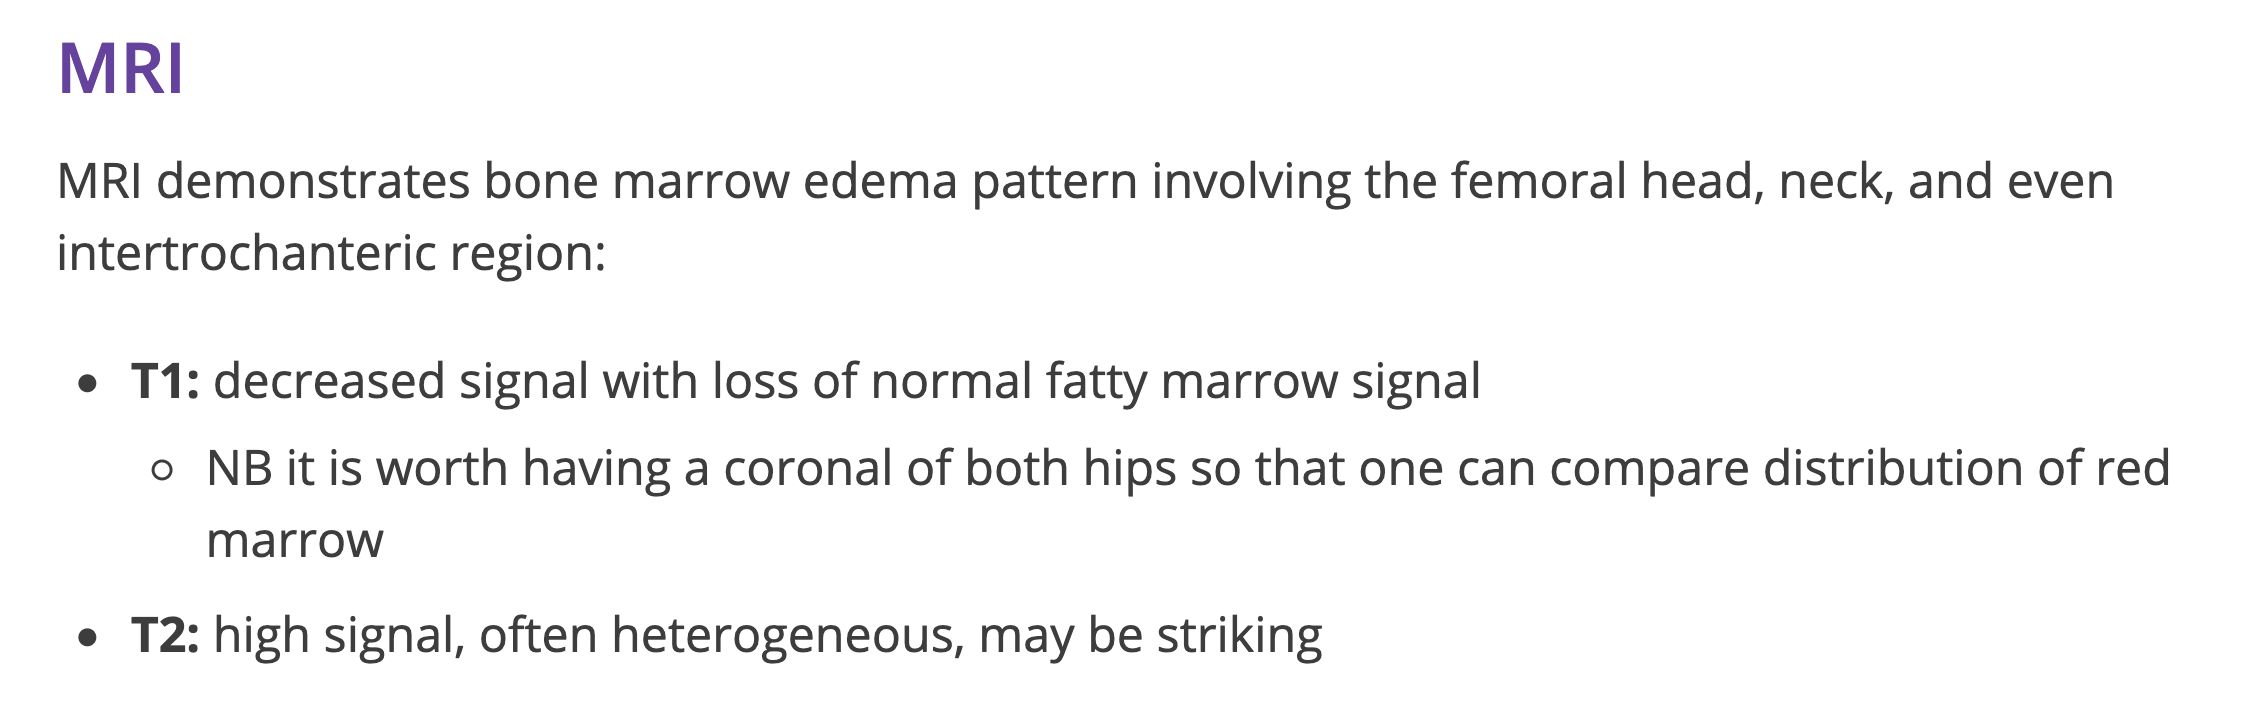 MRI
MRI demonstrates bone marrow edema pattern involving the femoral head, neck, and even
intertrochanteric region:
• T1: decreased signal with loss of normal fatty marrow signal
◦ NB it is worth having a coronal of both hips so that one can compare distribution of red
marrow
• T2: high signal, often heterogeneous, may be striking